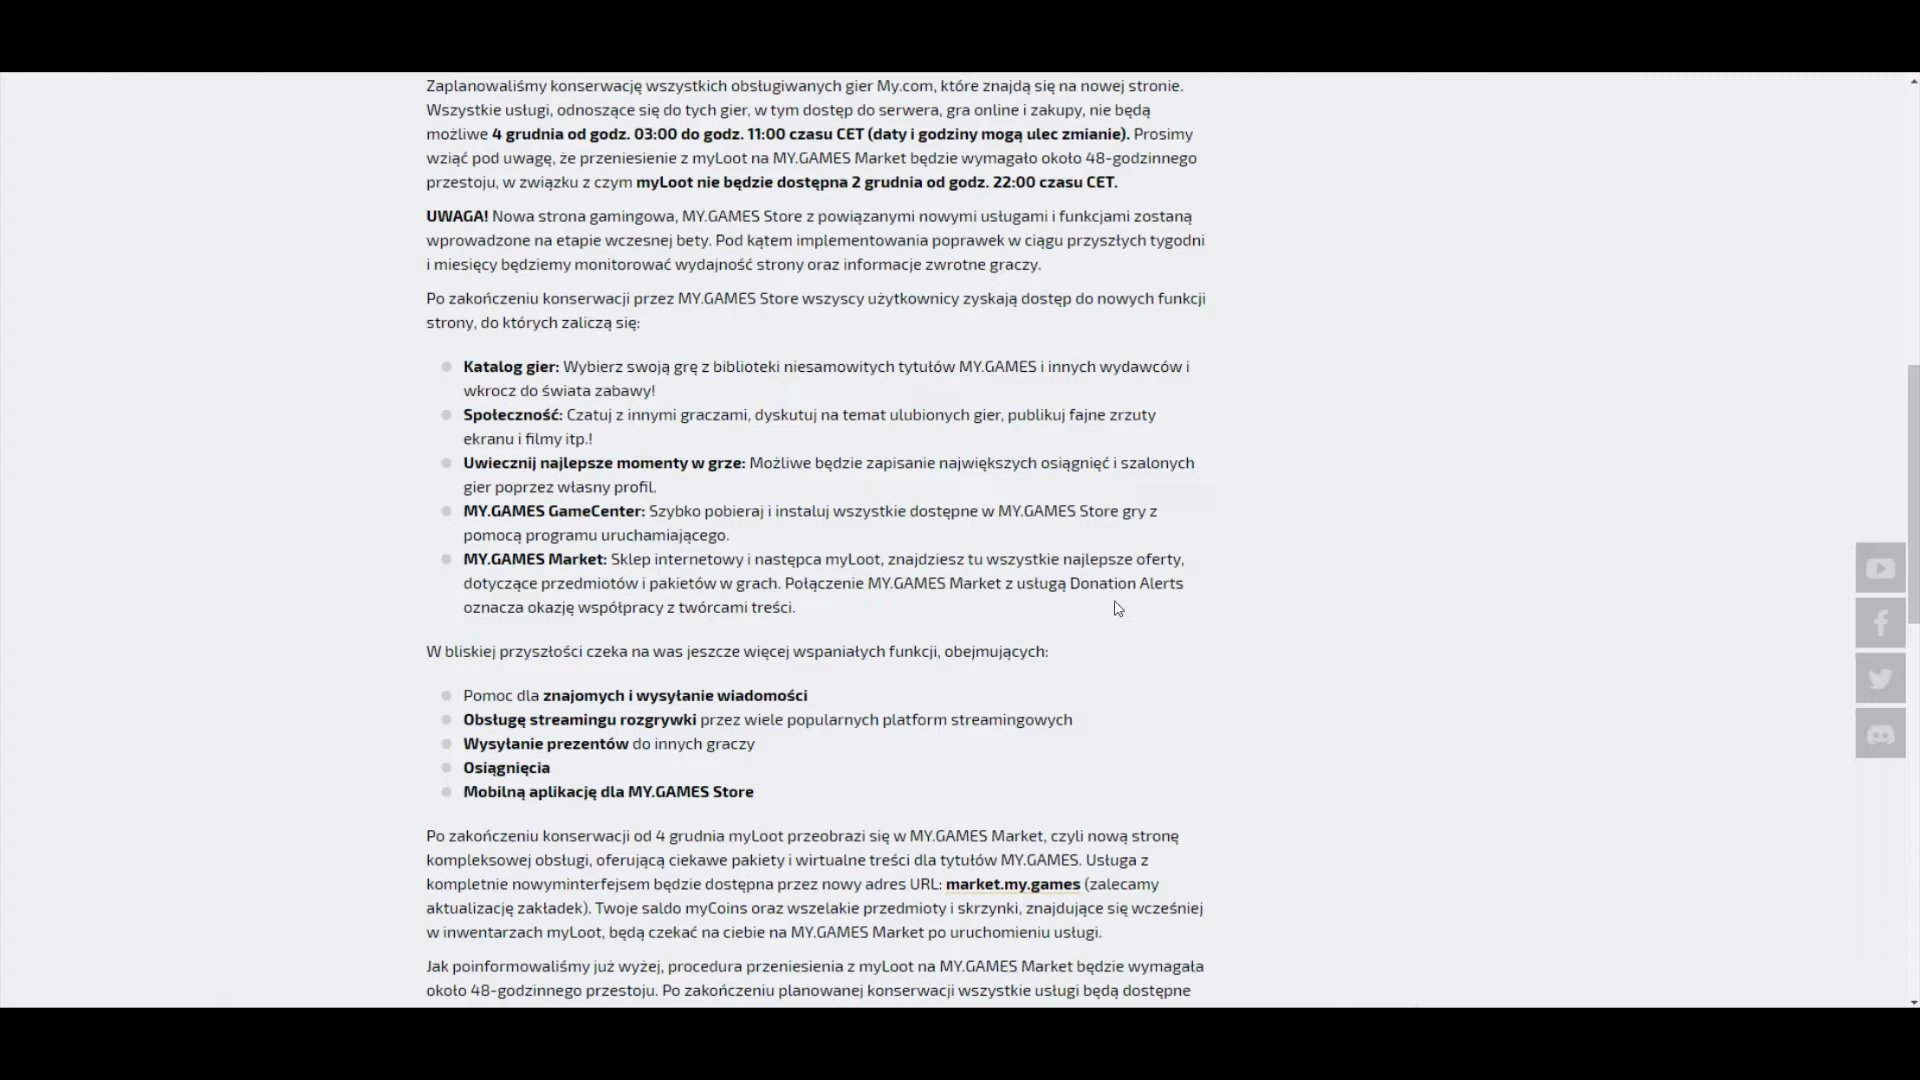 Zaplanowaliśmy konserwację wszystkich obsługiwanych gier My.com, które znajdą się na nowej stronie.
Wszystkie usługi, odnoszące się do tych gier, w tym dostęp do serwera, gra online i zakupy, nie będą
możliwe 4 grudnia od godz. 03:00 do godz. 11:00 czasu CET (daty i godziny mogą ulec zmianie). Prosimy
wziąć pod uwagę, że przeniesienie z myLoot na MY.GAMES Market będzie wymagało około 48-godzinnego
przestoju, w związku z czym myLoot nie będzie dostępna 2 grudnia od godz. 22:00 czasu CET.
UWAGA! Nowa strona gamingowa, MY.GAMES Store z powiązanymi nowymi usługami i funkcjami zostaną
wprowadzone na etapie wczesnej bety. Pod kątem implementowania poprawek w ciągu przyszłych tygodni
i miesięcy będziemy monitorować wydajność strony oraz informacje zwrotne graczy.
Po zakończeniu konserwacji przez MY.GAMES Store wszyscy użytkownicy zyskają dostęp do nowych funkcji
strony, do których zaliczą się:
Katalog gier: Wybierz swoją grę z biblioteki niesamowitych tytułów MY.GAMES i innych wydawców i
wkrocz do świata zabawy!
Społeczność: Czatuj z innymi graczami, dyskutuj na temat ulubionych gier, publikuj fajne zrzuty
ekranu i filmy itp.!
Uwiecznij najlepsze momenty w grze: Możliwe będzie zapisanie największych osiągnięć i szalonych
gier poprzez własny profil.
MY.GAMES GameCenter: Szybko pobieraj i instaluj wszystkie dostępne w MY.GAMES Store gry z
pomocą programu uruchamiającego.
MY.GAMES Market: Sklep internetowy i następca myLoot, znajdziesz tu wszystkie najlepsze oferty,
dotyczące przedmiotów i pakietów w grach. Połączenie MY.GAMES Market z usługą Donation Alerts
oznacza okazję współpracy z twórcami treści.
W bliskiej przyszłości czeka na was jeszcze więcej wspaniałych funkcji, obejmujących:
Pomoc dla znajomych i wysyłanie wiadomości
Obsługę streamingu rozgrywki przez wiele popularnych platform streamingowych
Wysyłanie prezentów do innych graczy
Osiągnięcia
Mobilną aplikację dla MY.GAMES Store
Po zakończeniu konserwacji od 4 grudnia myLoot przeobrazi się w MY.GAMES Market, czyli nową stronę
kompleksowej obsługi, oferującą ciekawe pakiety i wirtualne treści dla tytułów MY.GAMES. Usługa z
kompletnie nowyminterfejsem będzie dostępna przez nowy adres URL: market.my.games (zalecamy
aktualizację zakładek). Twoje saldo myCoins oraz wszelakie przedmioty i skrzynki, znajdujące się wcześniej
w inwentarzach myLoot, będą czekać na ciebie na MY.GAMES Market po uruchomieniu usługi.
Jak poinformowaliśmy już wyżej, procedura przeniesienia z myLoot na MY.GAMES Market będzie wymagała
około 48-godzinnego przestoju. Po zakończeniu planowanej konserwacji wszystkie usługi będą dostępne